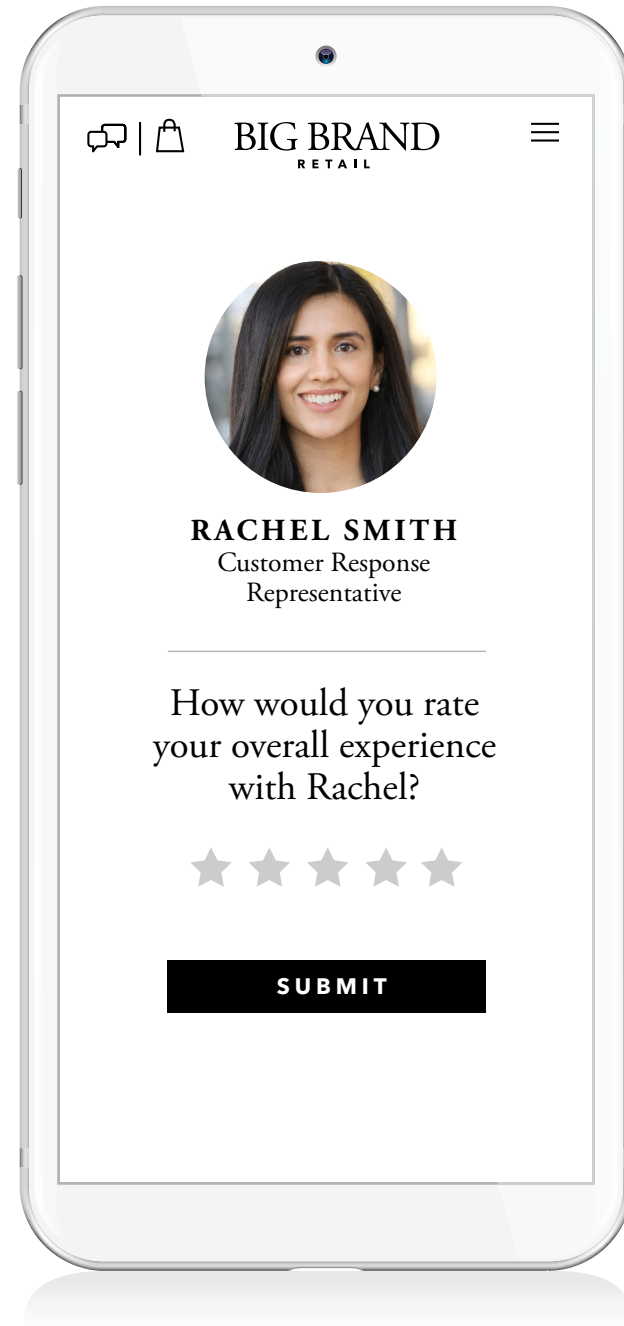 BIG BRAND
RETAIL
RACHEL SMITH
Customer Response
Representative
How would you rate
your overall experience
with Rachel?
SUBMIT